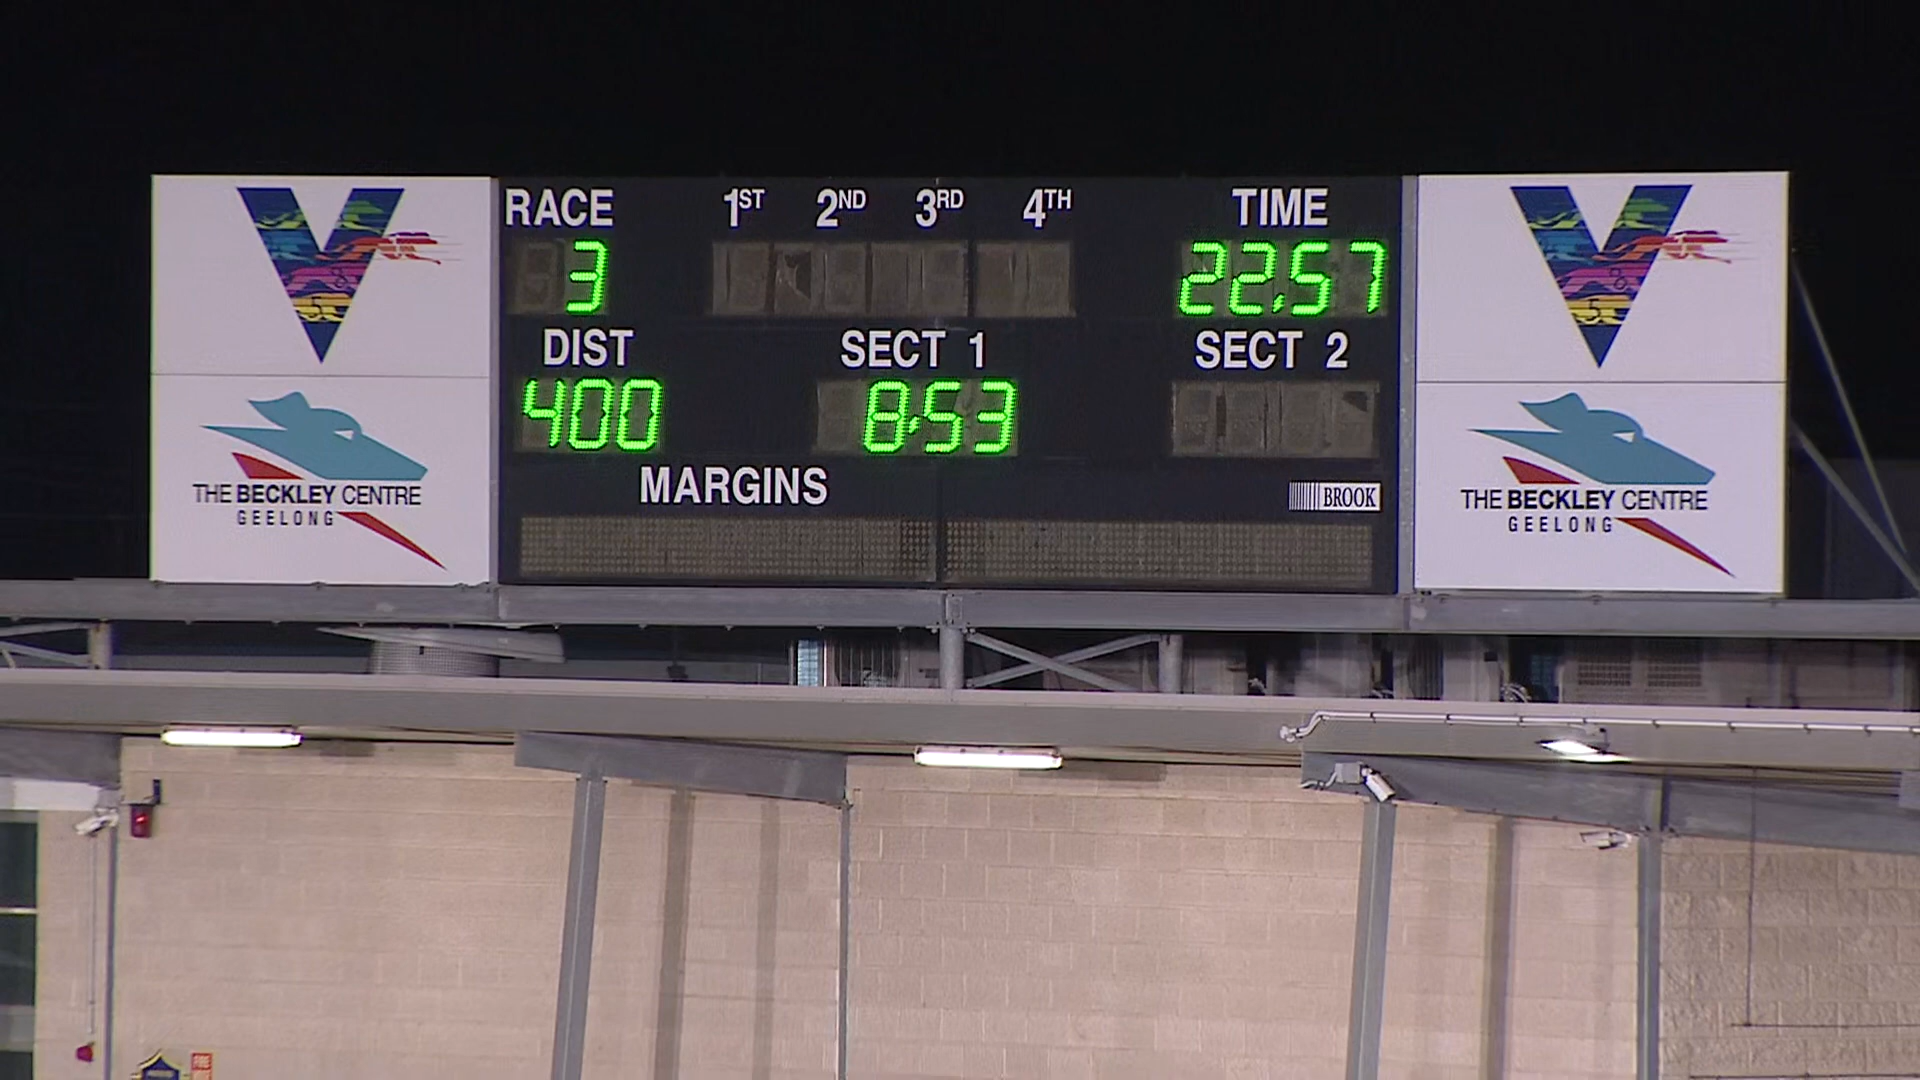 RACE 1ST 2ND 3RD 4TH TIME
3 22.57
DIST SECT 1 SECT 2
400 8.53
MARGINS
BROOK
THE BECKLEY CENTRE
GEELONG
THE BECKLEY CENTRE
GEELONG
FIRE